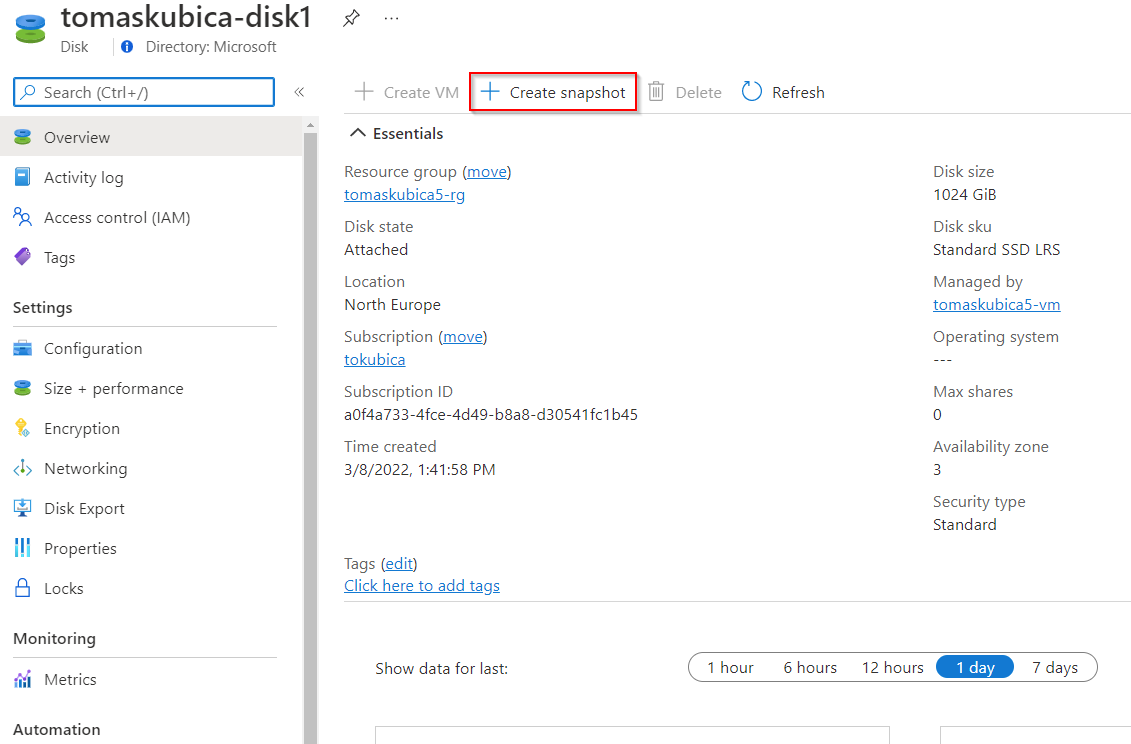 tomaskubica-disk1
...
Disk
Directory: Microsoft
Search (Ctrl+/)
«
Overview
Activity log
Access control (IAM)
Tags
Settings
Configuration
Size + performance
Encryption
Networking
Disk Export
Properties
Locks
Monitoring
Metrics
Automation
Create VM
Create snapshot
Delete
Refresh
Essentials
Resource group (move)
tomaskubica5-rg
Disk state
Attached
Location
North Europe
Subscription (move)
tokubica
Subscription ID
a0f4a733-4fce-4d49-b8a8-d30541fc1b45
Time created
3/8/2022, 1:41:58 PM
Disk size
1024 GiB
Disk sku
Standard SSD LRS
Managed by
tomaskubica5-vm
Operating system
---
Max shares
0
Availability zone
3
Security type
Standard
Tags (edit)
Click here to add tags
Show data for last:
1 hour 6 hours 12 hours 1 day 7 days